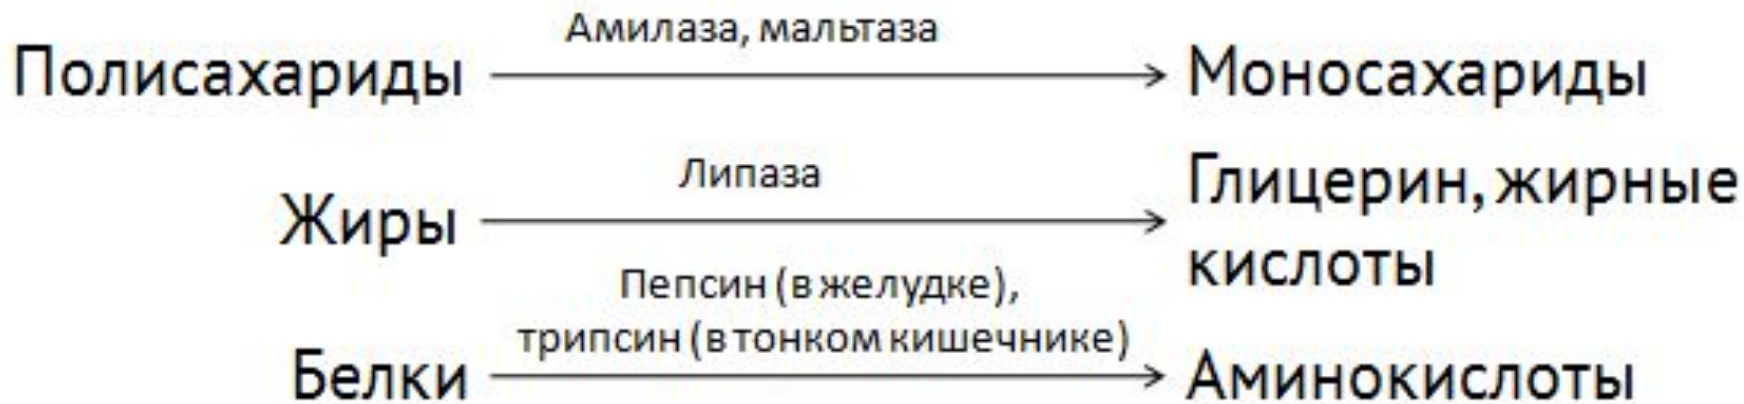 Амилаза, мальтаза
Полисахариды Моносахариды
Липаза
Жиры Глицерин, жирные
кислоты
Пепсин (в желудке),
трипсин (в тонком кишечнике)
Белки Аминокислоты